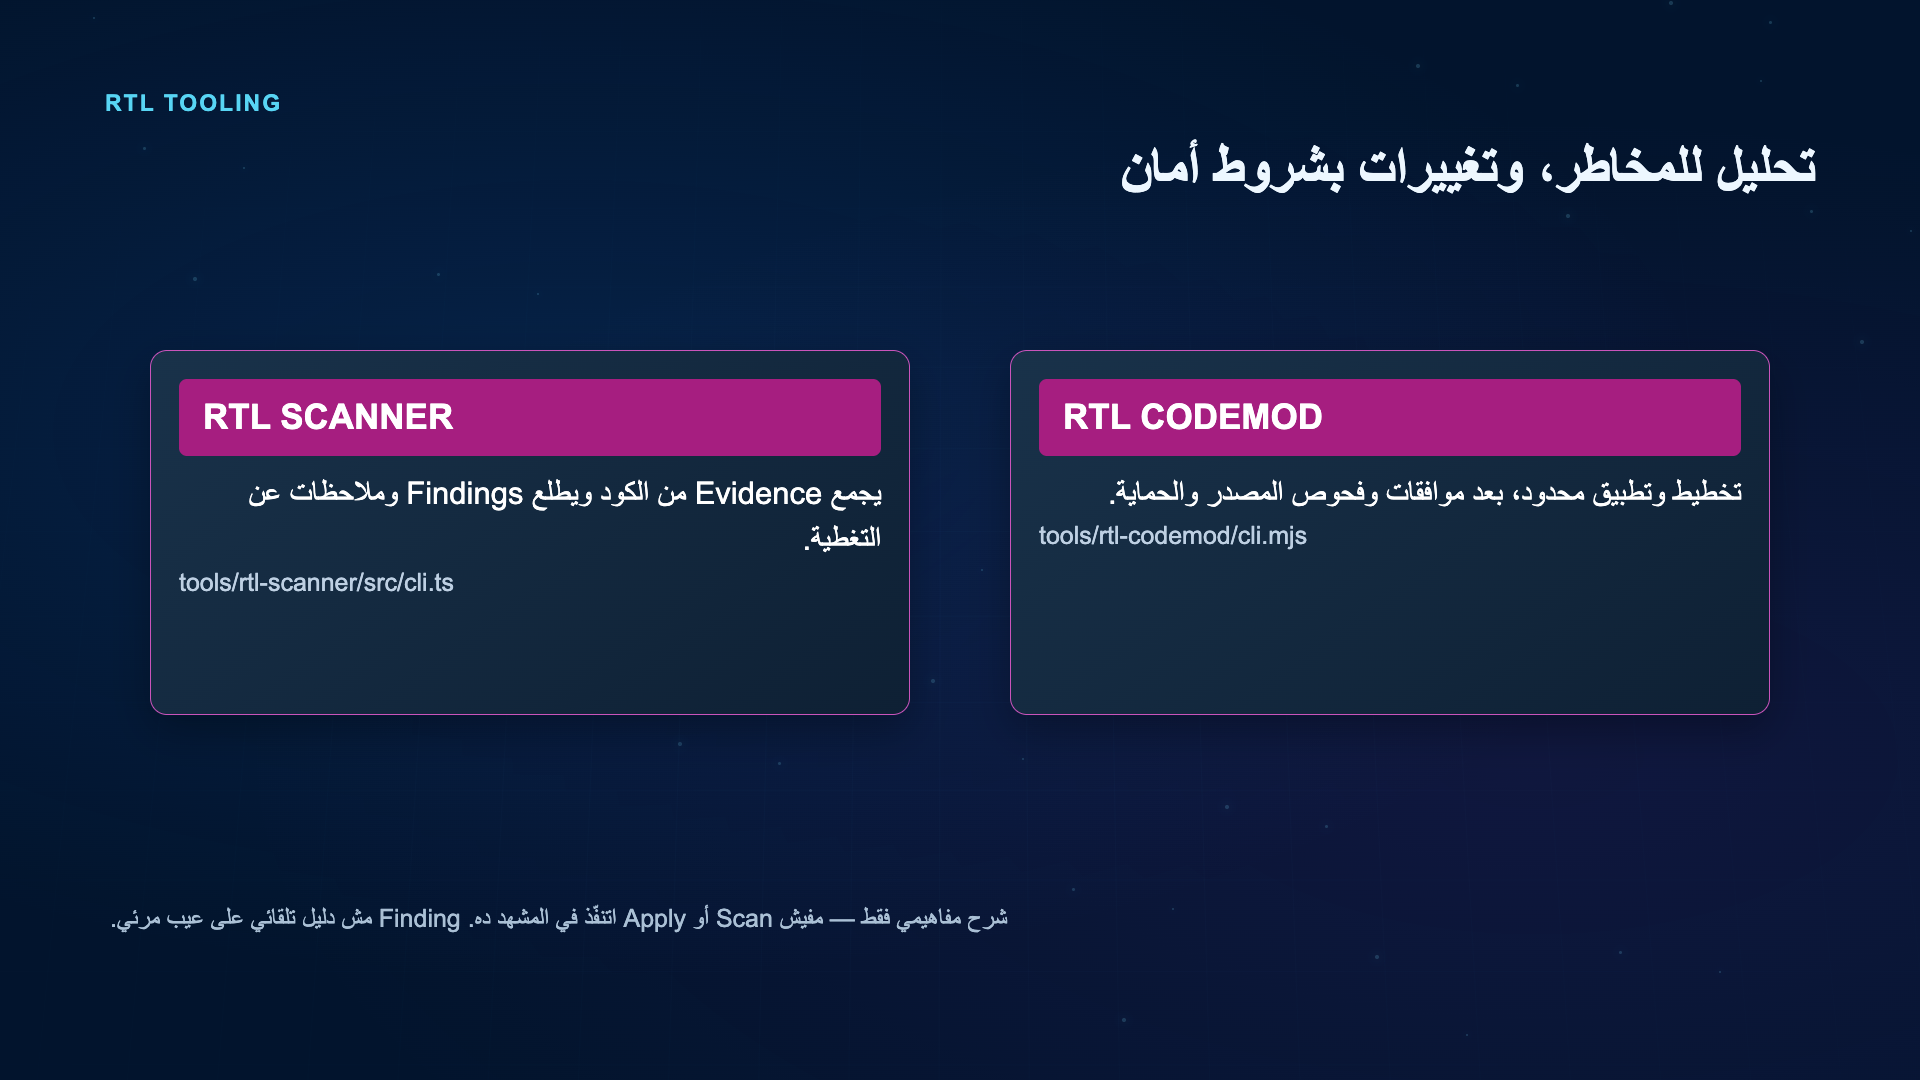 RTL TOOLING
تحليل للمخاطر، وتغييرات بشروط أمان
RTL CODEMOD
تخطيط وتطبيق محدود، بعد موافقات وفحوص المصدر والحماية.
tools/rtl-codemod/cli.mjs
RTL SCANNER
يجمع Evidence من الكود ويطلع Findings وملاحظات عن
التغطية.
tools/rtl-scanner/src/cli.ts
شرح مفاهيمي فقط — مفيش Scan أو Apply اتنفّذ في المشهد ده. Finding مش دليل تلقائي على عيب مرئي.